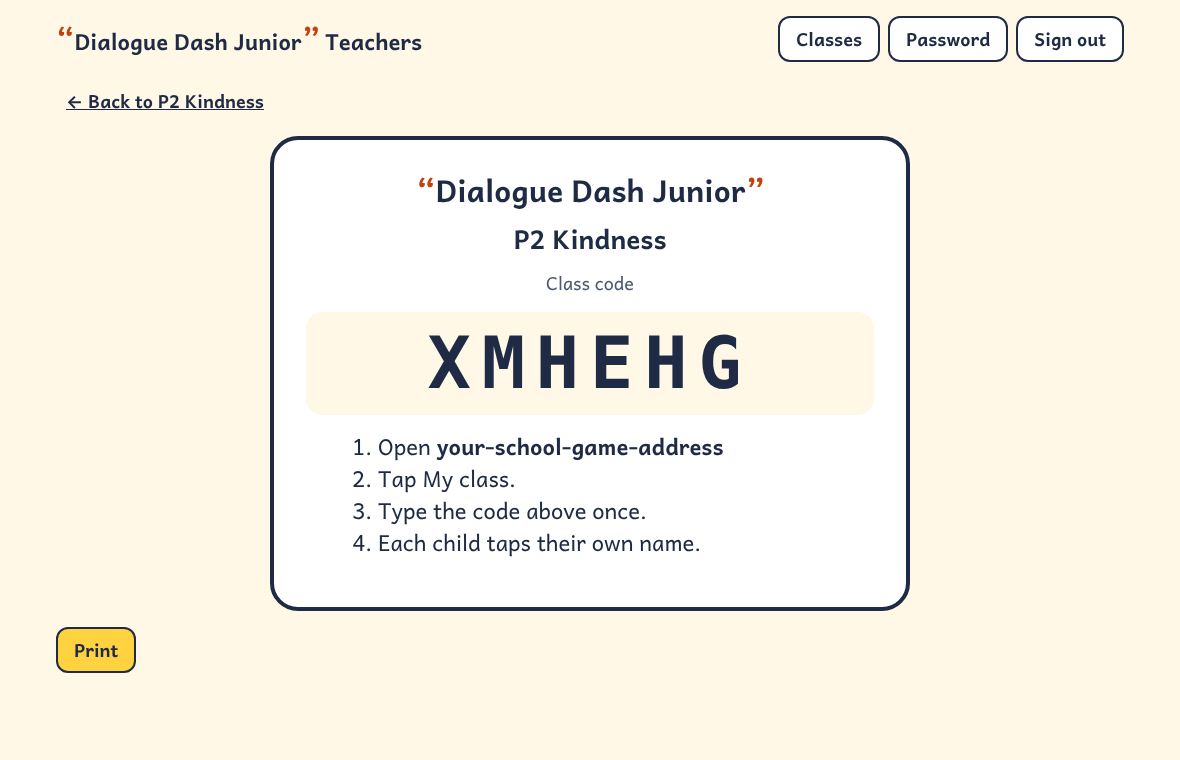 “Dialogue Dash Junior” Teachers
Classes
Password
Sign out
← Back to P2 Kindness
“Dialogue Dash Junior”
P2 Kindness
Class code
XMHEHG
1. Open your-school-game-address
2. Tap My class.
3. Type the code above once.
4. Each child taps their own name.
Print